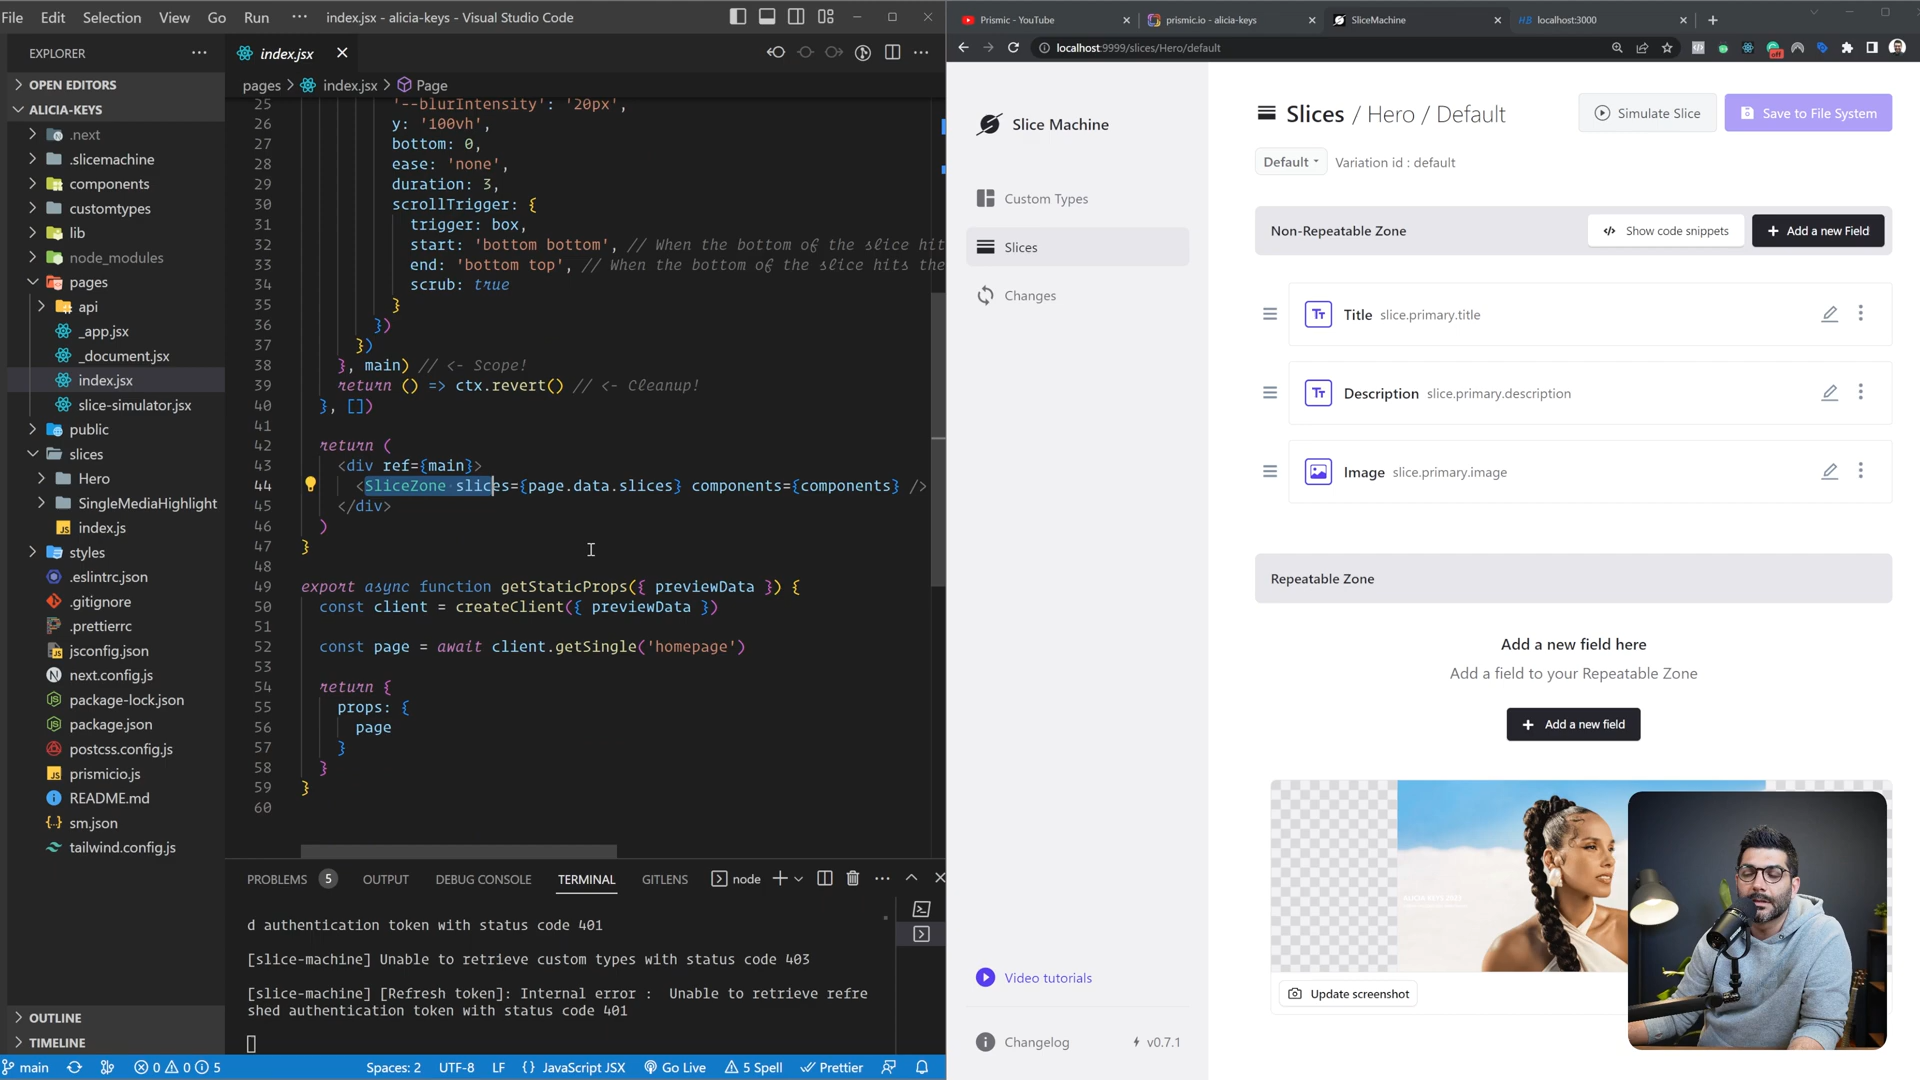 File Edit Selection View Go Run ··· index.jsx - alicia-keys - Visual Studio Code
EXPLORER ···
OPEN EDITORS
ALICIA-KEYS
.next
.slicemachine
components
customtypes
lib
node_modules
pages
api
_app.jsx
_document.jsx
index.jsx
slice-simulator.jsx
public
slices
Hero
SingleMediaHighlight
index.js
styles
.eslintrc.json
.gitignore
.prettierrc
jsconfig.json
next.config.js
package-lock.json
package.json
postcss.config.js
prismicio.js
README.md
sm.json
tailwind.config.js
OUTLINE
TIMELINE
index.jsx
pages > index.jsx > Page
25 '--blurIntensity': '20px',
26 y: '100vh',
27 bottom: 0,
28 ease: 'none',
29 duration: 3,
30 scrollTrigger: {
31 trigger: box,
32 start: 'bottom bottom', // When the bottom of the slice hit
33 end: 'bottom top', // When the bottom of the slice hits the
34 scrub: true
35 }
36 })
37 })
38 }, main) // <- Scope!
39 return () => ctx.revert() // <- Cleanup!
40 }, [])
41
42 return (
43 <div ref={main}>
44 <SliceZone slices={page.data.slices} components={components} />
45 </div>
46 )
47 }
48
49 export async function getStaticProps({ previewData }) {
50 const client = createClient({ previewData })
51
52 const page = await client.getSingle('homepage')
53
54 return {
55 props: {
56 page
57 }
58 }
59 }
60
PROBLEMS 5 OUTPUT DEBUG CONSOLE TERMINAL GITLENS node
d authentication token with status code 401
[slice-machine] Unable to retrieve custom types with status code 403
[slice-machine] [Refresh token]: Internal error : Unable to retrieve refre
shed authentication token with status code 401
main 0 0 5 Spaces: 2 UTF-8 LF {} JavaScript JSX Go Live 5 Spell Prettier
Prismic - YouTube prismic.io - alicia-keys SliceMachine HB localhost:3000
localhost:9999/slices/Hero/default
off
Slice Machine
Custom Types
Slices
Changes
Video tutorials
Changelog v0.7.1
Slices / Hero / Default
Simulate Slice
Save to File System
Default Variation id : default
Non-Repeatable Zone
Show code snippets
Add a new Field
Title slice.primary.title
Description slice.primary.description
Image slice.primary.image
Repeatable Zone
Add a new field here
Add a field to your Repeatable Zone
Add a new field
ALICIA KEYS 2023
Update screenshot